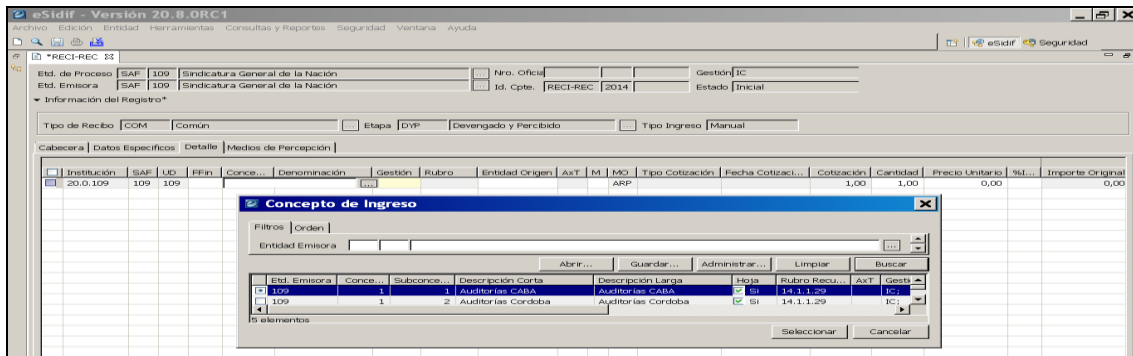 eSidif - Versión 20.8.0RC1
Archivo Edición Entidad Herramientas Consultas y Reportes Seguridad Ventana Ayuda
eSidif Seguridad
*RECI-REC
Etd. de Proceso SAF 109 Sindicatura General de la Nación ... Nro. Oficial Gestión IC
Etd. Emisora SAF 109 Sindicatura General de la Nación ... Id. Cpte. RECI-REC 2014 Estado Inicial
Información del Registro*
Tipo de Recibo COM Común ... Etapa DYP Devengado y Percibido ... Tipo Ingreso Manual
Cabecera Datos Especificos Detalle Medios de Percepción
Institución SAF UD FFin Conce... Denominación Gestión Rubro Entidad Origen AxT M MO Tipo Cotización Fecha Cotizaci... Cotización Cantidad Precio Unitario %I... Importe Original
20.0.109 109 109 ... ARP 1,00 1,00 0,00 0,00
Concepto de Ingreso
Filtros Orden
Entidad Emisora ...
Abrir... Guardar... Administrar... Limpiar Buscar
Etd. Emisora Conce... Subconce... Descripción Corta Descripción Larga Hoja Rubro Recu... AxT Gesti
109 1 1 Auditorías CABA Auditorías CABA Si 14.1.1.29 IC;
109 1 2 Auditorías Cordoba Auditorías Cordoba Si 14.1.1.29 IC;
5 elementos
Seleccionar Cancelar